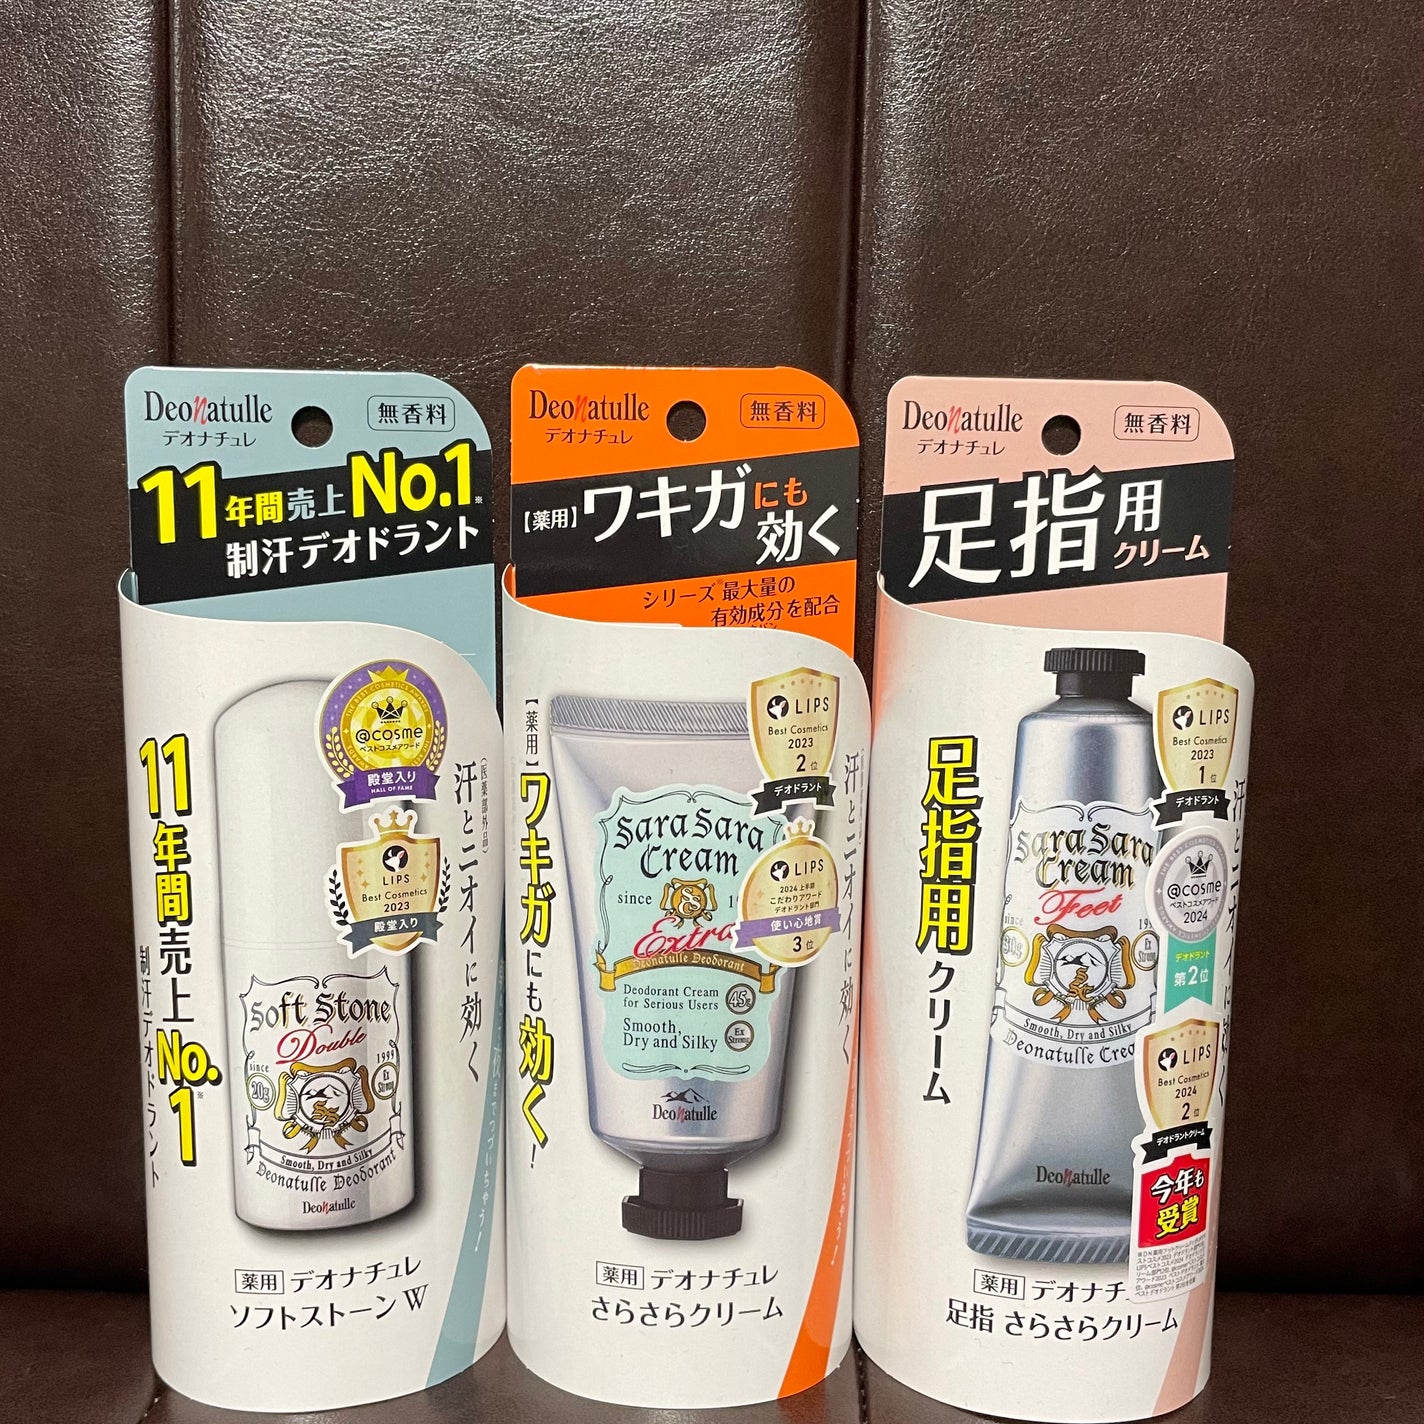 Deonatulle
デオナチュレ
無香料
11年間売上No.1※
制汗デオドラント
11年間売上No.1※
制汗デオドラント
@cosme
ベストコスメアワード
殿堂入り
HALL OF FAME
LIPS
Best Cosmetics
2023
殿堂入り
(医薬部外品)
汗とニオイに効く
Soft Stone
Double
since
1999
20g
Ex
Strong
Smooth, Dry and Silky
Deonatulle Deodorant
Deonatulle
薬用 デオナチュレ
ソフトストーンW
Deonatulle
デオナチュレ
無香料
【薬用】ワキガにも
効く
シリーズ※最大量の
有効成分を配合
【薬用】ワキガにも効く!
LIPS
Best Cosmetics
2023
2位
デオドラント
LIPS
2024 上半期
こだわりアワード
デオドラント部門
使い心地賞
3位
汗とニオイに効く
Sara Sara
Cream
since
Extra
Deonatulle Deodorant
Deodorant Cream
for Serious Users
45g
Smooth,
Dry and Silky
Ex
Strong
Deonatulle
薬用 デオナチュレ
さらさらクリーム
Deonatulle
デオナチュレ
無香料
足指用
クリーム
足指用クリーム
LIPS
Best Cosmetics
2023
1位
デオドラント
@cosme
ベストコスメアワード
2024
デオドラント
第2位
LIPS
Best Cosmetics
2024
2位
デオドラントクリーム
今年も
受賞
Sara Sara
Cream
Feet
since
30g
Ex
Strong
Smooth, Dry and Silky
Deonatulle
薬用 デオナチュ
足指 さらさらクリーム